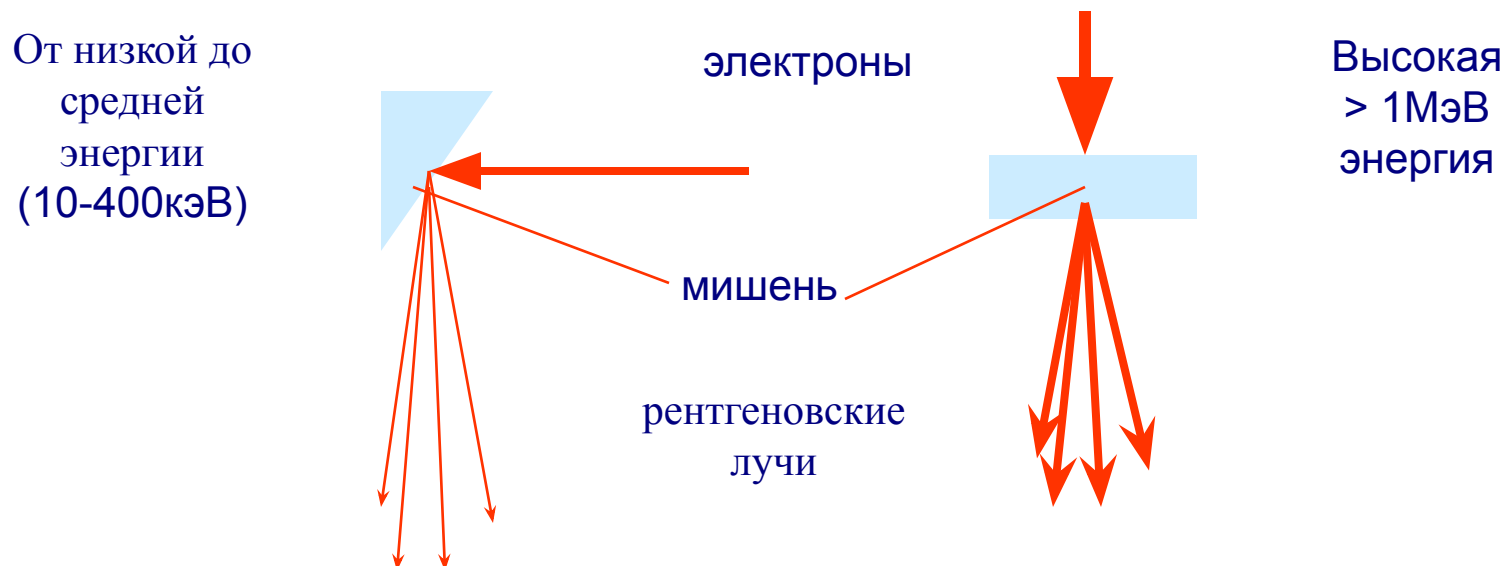 От низкой до
средней
энергии
(10-400кэВ)
электроны
Высокая
> 1МэВ
энергия
мишень
рентгеновские
лучи